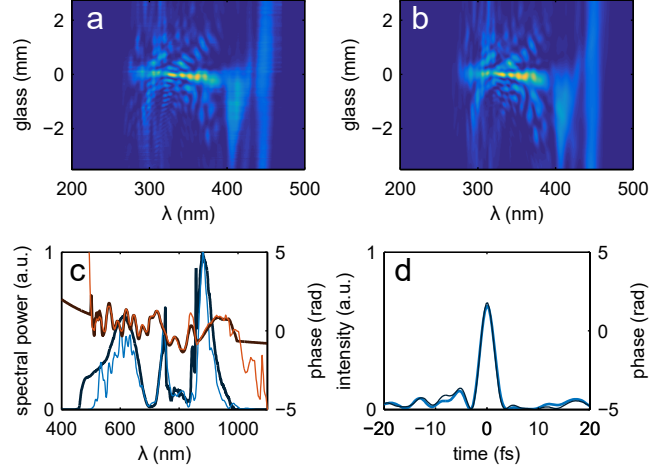 a
b
glass (mm)
2
0
−2
200
300
400
500
λ (nm)
glass (mm)
2
0
−2
200
300
400
500
λ (nm)
c
d
spectral power (a.u.)
1
0
400
600
800
1000
λ (nm)
5
0
−5
phase (rad)
intensity (a.u.)
1
0
−20
−10
0
10
20
time (fs)
5
0
−5
phase (rad)